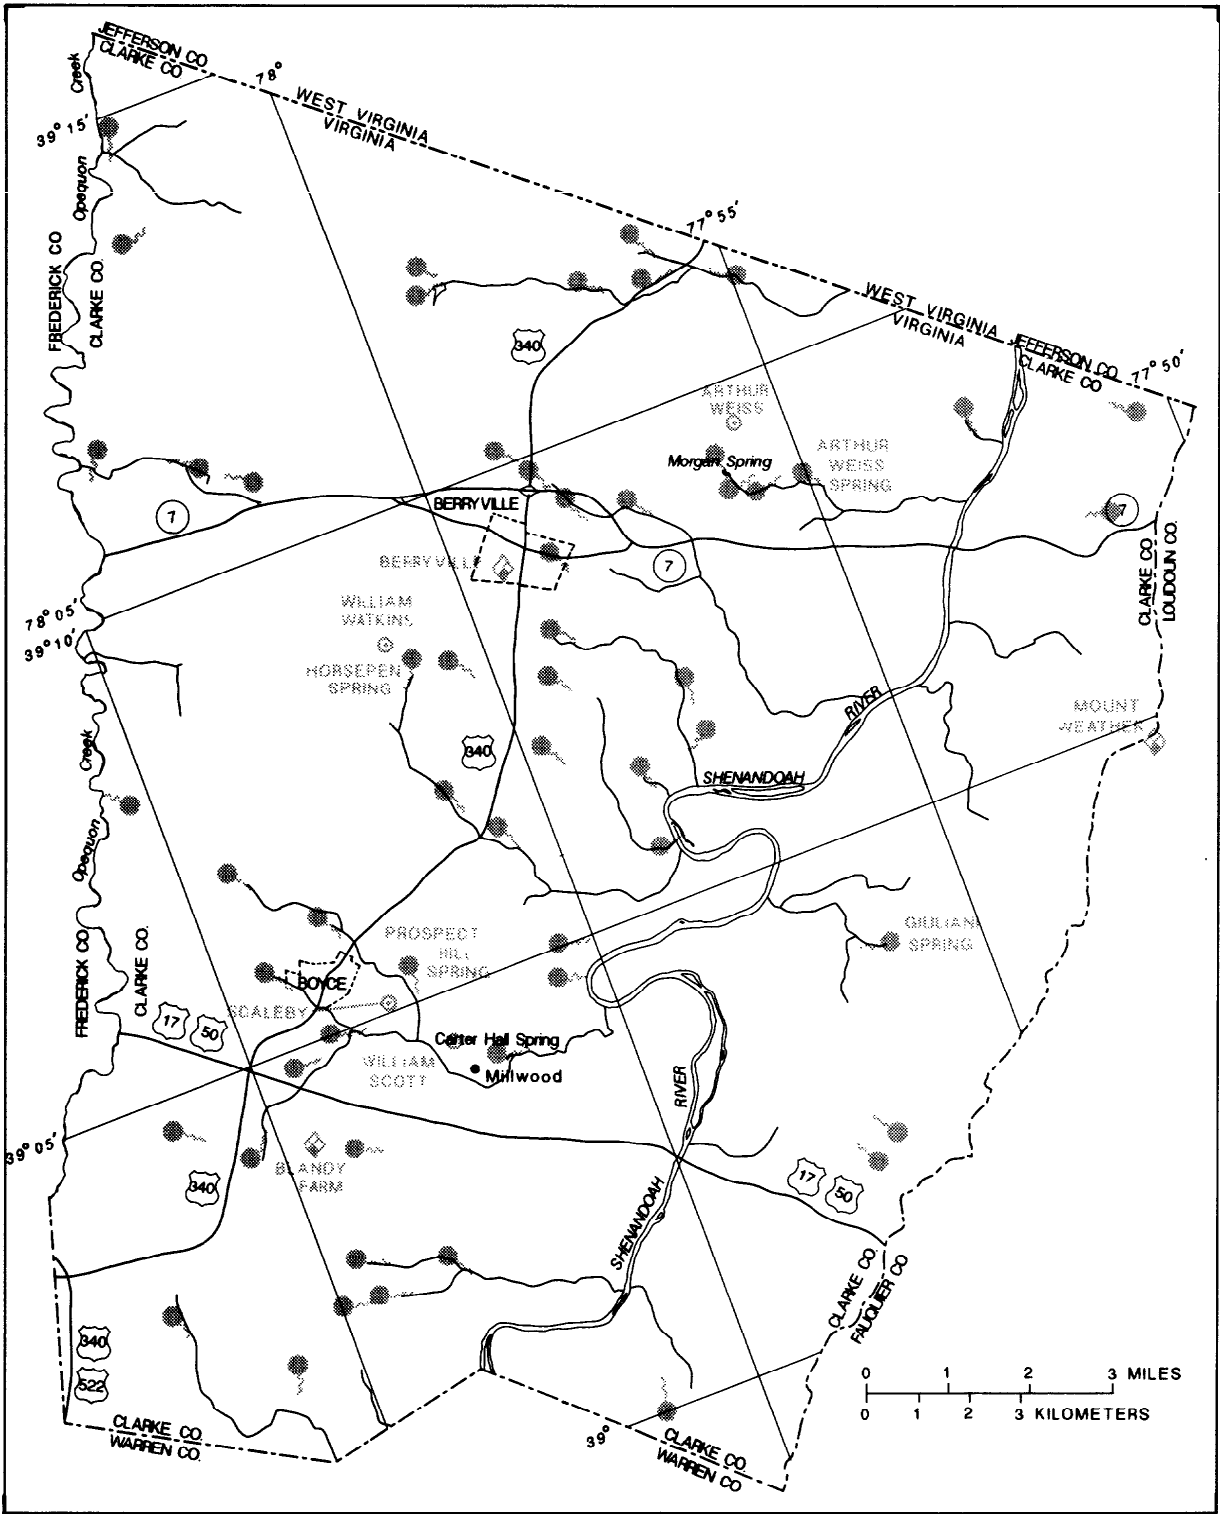 JEFFERSON CO
CLARKE CO
Creek
78°
WEST VIRGINIA
VIRGINIA
39° 15'
Opequon
77° 55'
FREDERICK CO
CLARKE CO.
WEST VIRGINIA
VIRGINIA
340
JEFFERSON CO
CLARKE CO
77° 50'
ARTHUR
WEISS
Morgan Spring
ARTHUR
WEISS
SPRING
7
BERRYVILLE
7
BERRYVILLE
7
CLARKE CO
LOUDOUN CO.
78° 05'
39° 10'
WILLIAM
WATKINS
HORSEPEN
SPRING
RIVER
MOUNT
WEATHER
Creek
340
SHENANDOAH
Opequon
FREDERICK CO
CLARKE CO.
PROSPECT
HILL
SPRING
GIULIANI
SPRING
BOYCE
SCALEBY
17
50
Carter Hall Spring
WILLIAM
SCOTT
Millwood
RIVER
39° 05'
BLANDY
FARM
340
17
50
SHENANDOAH
CLARKE CO.
FAUQUIER CO
340
522
0 1 2 3 MILES
0 1 2 3 KILOMETERS
CLARKE CO.
WARREN CO.
39°
CLARKE CO.
WARREN CO